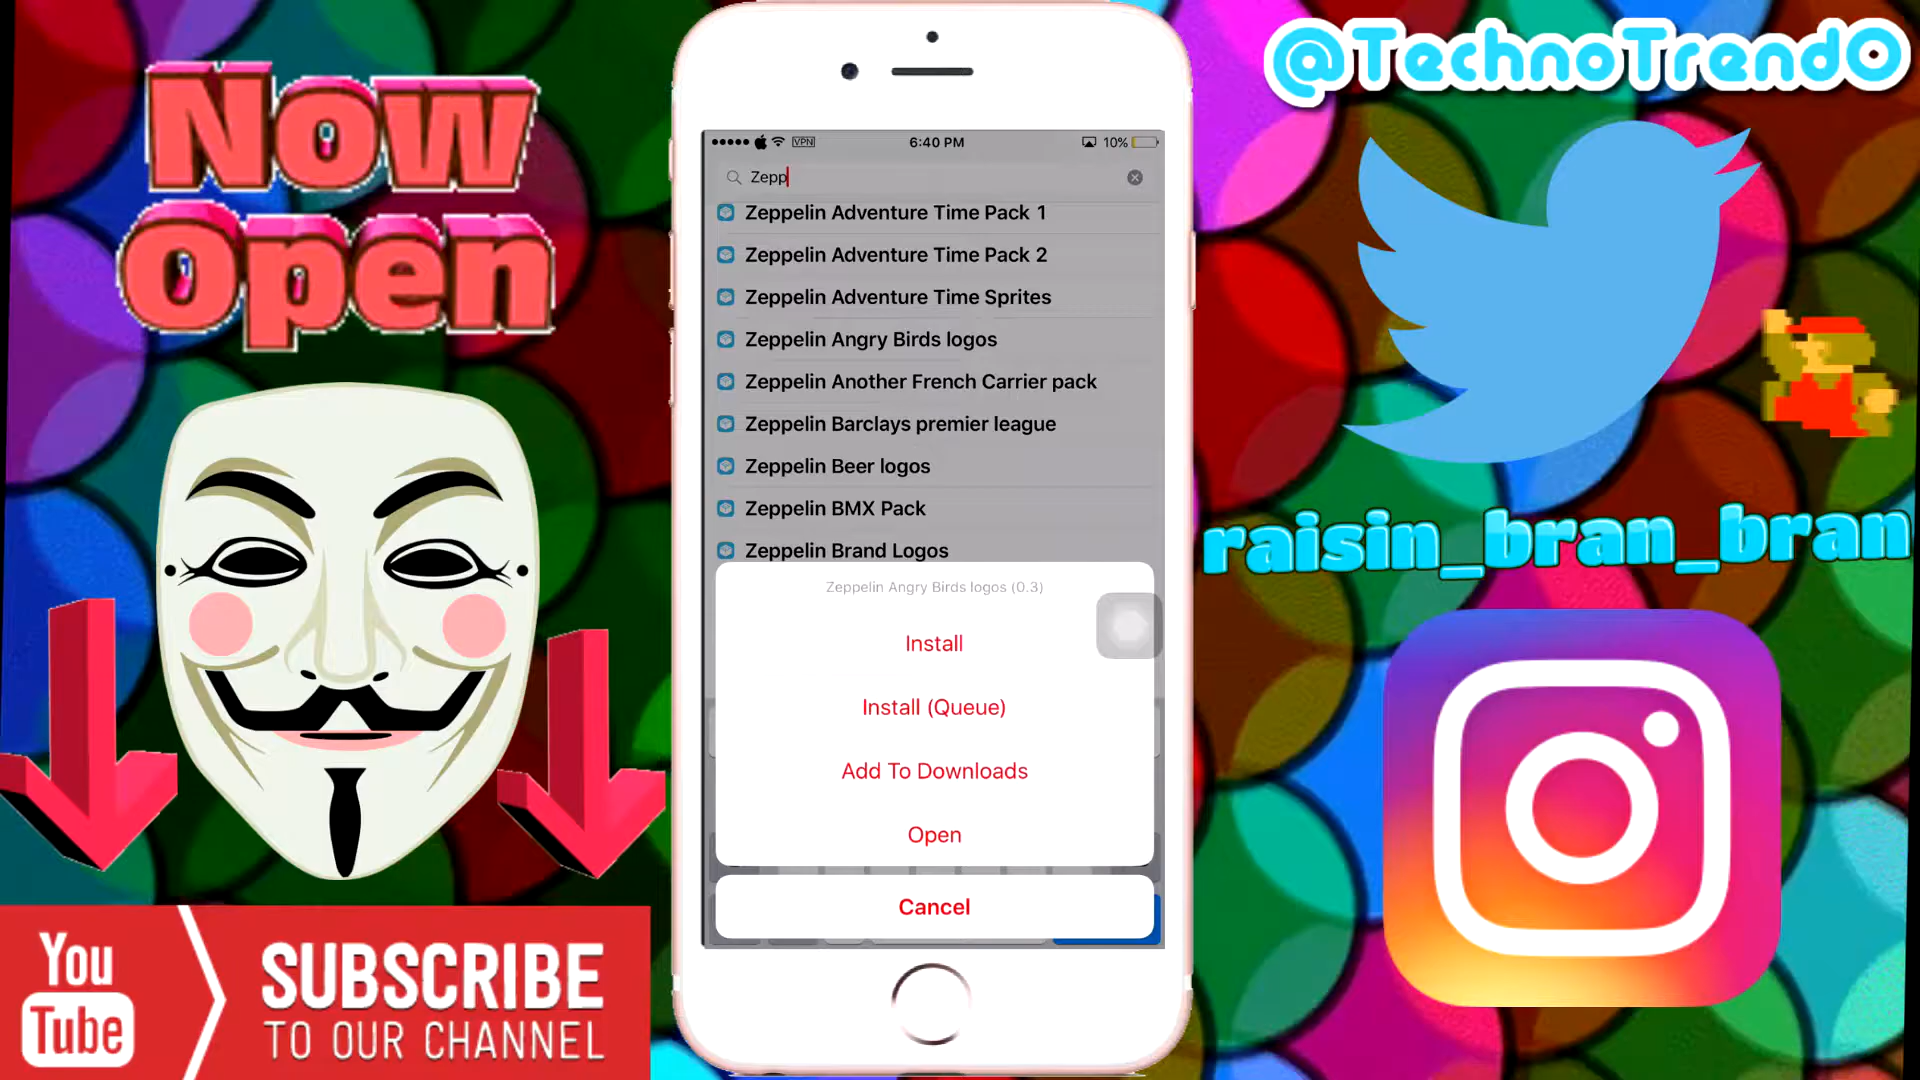 Now
Open
You
Tube
SUBSCRIBE
TO OUR CHANNEL
VPN
6:40 PM
10%
Zepp
Zeppelin Adventure Time Pack 1
Zeppelin Adventure Time Pack 2
Zeppelin Adventure Time Sprites
Zeppelin Angry Birds logos
Zeppelin Another French Carrier pack
Zeppelin Barclays premier league
Zeppelin Beer logos
Zeppelin BMX Pack
Zeppelin Brand Logos
Zeppelin Angry Birds logos (0.3)
Install
Install (Queue)
Add To Downloads
Open
Cancel
@TechnoTrend0
raisin_bran_bran